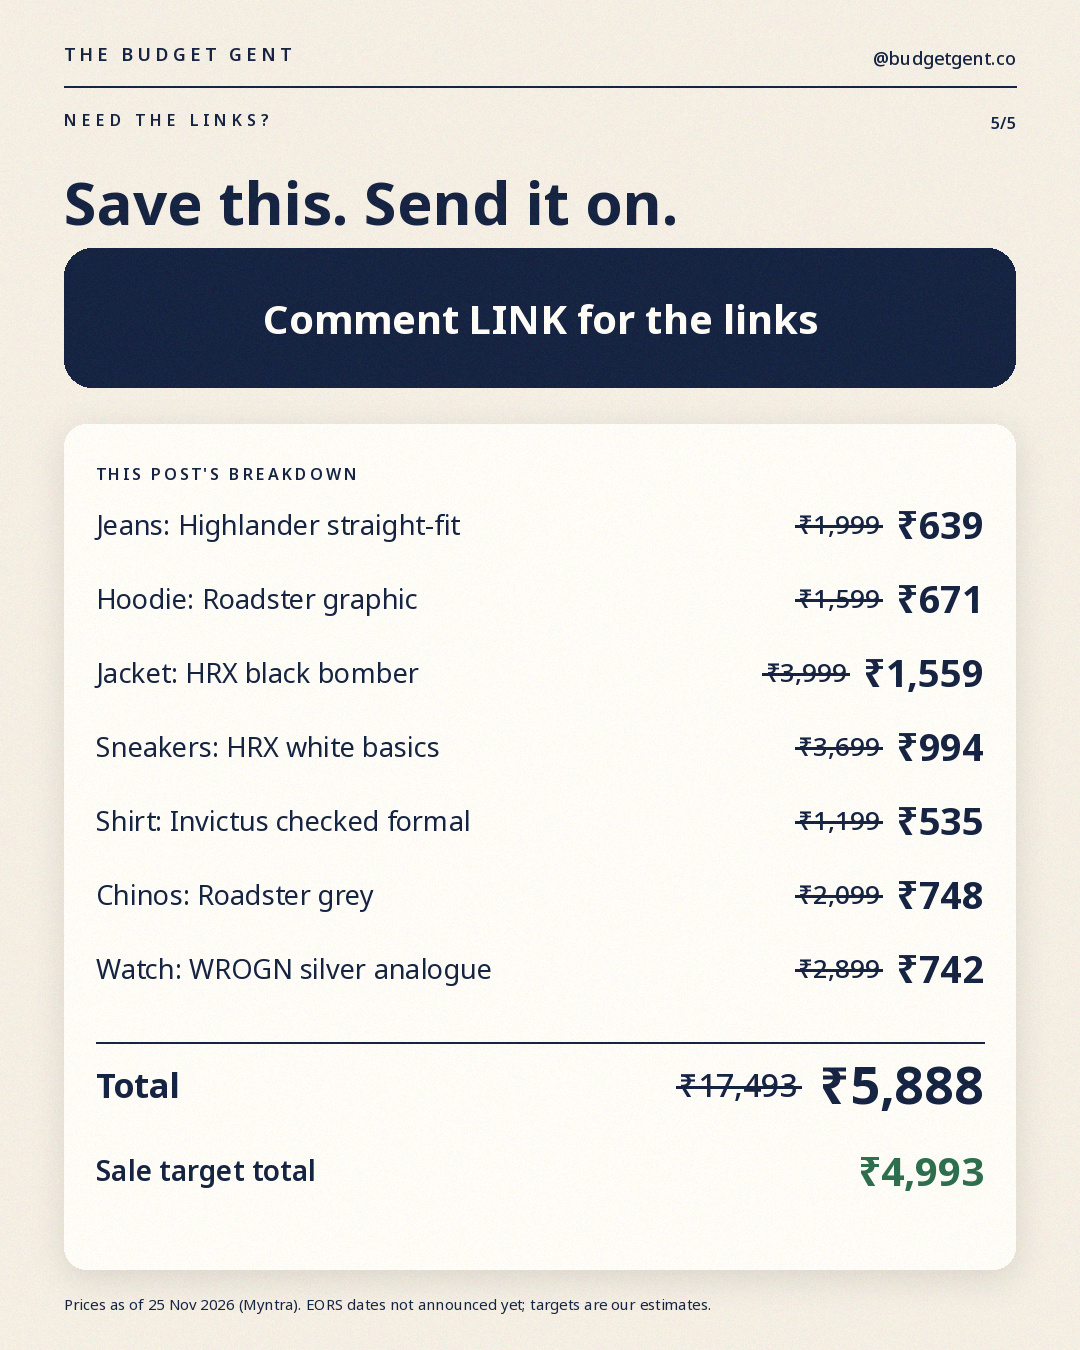 THE BUDGET GENT
@budgetgent.co
NEED THE LINKS?
5/5
Save this. Send it on.
Comment LINK for the links
THIS POST'S BREAKDOWN
Jeans: Highlander straight-fit ₹1,999 ₹639
Hoodie: Roadster graphic ₹1,599 ₹671
Jacket: HRX black bomber ₹3,999 ₹1,559
Sneakers: HRX white basics ₹3,699 ₹994
Shirt: Invictus checked formal ₹1,199 ₹535
Chinos: Roadster grey ₹2,099 ₹748
Watch: WROGN silver analogue ₹2,899 ₹742
Total ₹17,493 ₹5,888
Sale target total ₹4,993
Prices as of 25 Nov 2026 (Myntra). EORS dates not announced yet; targets are our estimates.